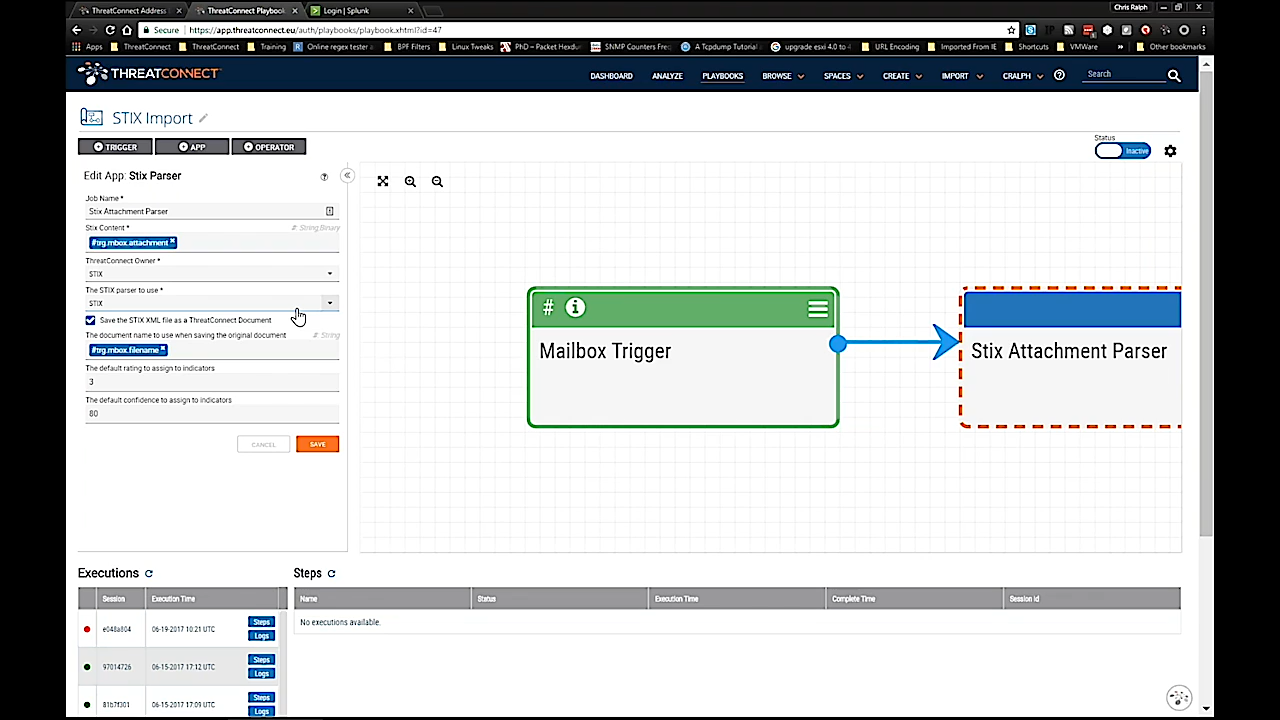 ThreatConnect Address
ThreatConnect Playbook
Login | Splunk
Chris Ralph
Secure
https://app.threatconnect.eu/auth/playbooks/playbook.xhtml?id=47
Apps
ThreatConnect
ThreatConnect
Training
Online regex tester
BPF Filters
Linux Tweaks
PhD – Packet Hexdu
SNMP Counters Freq
A Tcpdump Tutorial
upgrade esxi 4.0 to
URL Encoding
Imported From IE
Shortcuts
VMWare
»
Other bookmarks
THREATCONNECT
DASHBOARD
ANALYZE
PLAYBOOKS
BROWSE
SPACES
CREATE
IMPORT
CRALPH
Search
STIX Import
TRIGGER
APP
OPERATOR
Status
Inactive
Edit App: Stix Parser
Job Name *
Stix Attachment Parser
Stix Content *
#: String,Binary
#trg.mbox.attachment
ThreatConnect Owner *
STIX
The STIX parser to use *
STIX
Save the STIX XML file as a ThreatConnect Document
The document name to use when saving the original document
#: String
#trg.mbox.filename
The default rating to assign to indicators
3
The default confidence to assign to indicators
80
CANCEL
SAVE
#
Mailbox Trigger
Stix Attachment Parser
Executions
Session
Execution Time
e048a804
06-19-2017 10:21 UTC
Steps
Logs
97014726
06-15-2017 17:12 UTC
Steps
Logs
81b7f301
06-15-2017 17:09 UTC
Steps
Logs
Steps
Name
Status
Execution Time
Complete Time
Session Id
No executions available.